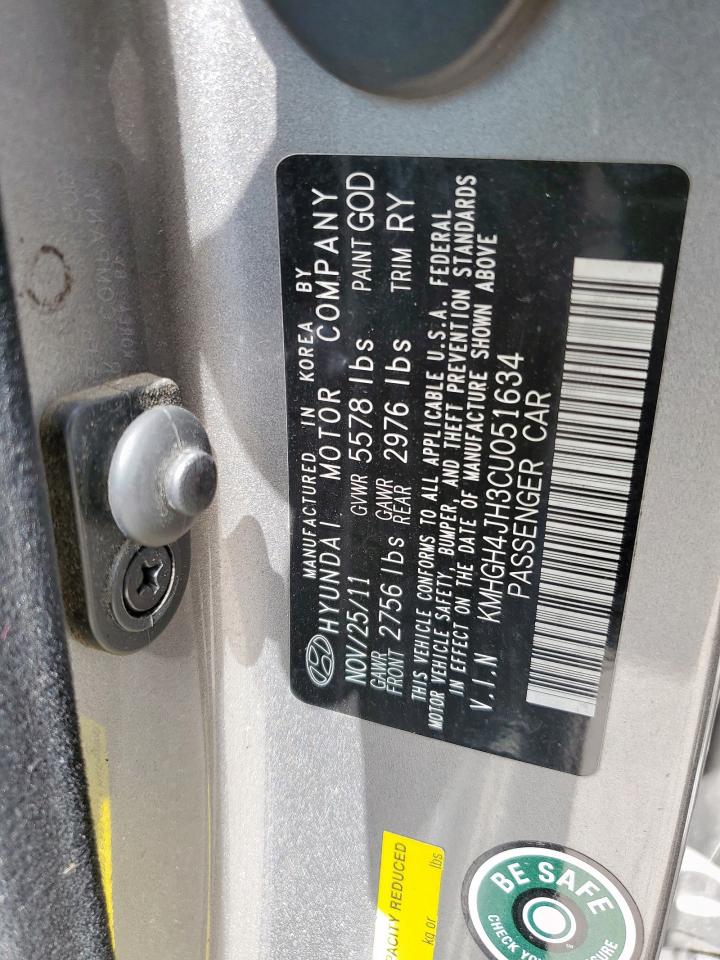 MANUFACTURED IN KOREA BY
HYUNDAI MOTOR COMPANY
NOV/25/11 GVWR 5578 lbs PAINT GOD
GAWR FRONT 2756 lbs GAWR REAR 2976 lbs TRIM RY
THIS VEHICLE CONFORMS TO ALL APPLICABLE U.S.A. FEDERAL
MOTOR VEHICLE SAFETY, BUMPER, AND THEFT PREVENTION STANDARDS
IN EFFECT ON THE DATE OF MANUFACTURE SHOWN ABOVE
V.I.N KMHGH4JH3CU051634
PASSENGER CAR
PACITY REDUCED
kg or lbs
BE SAFE
CHECK YOU